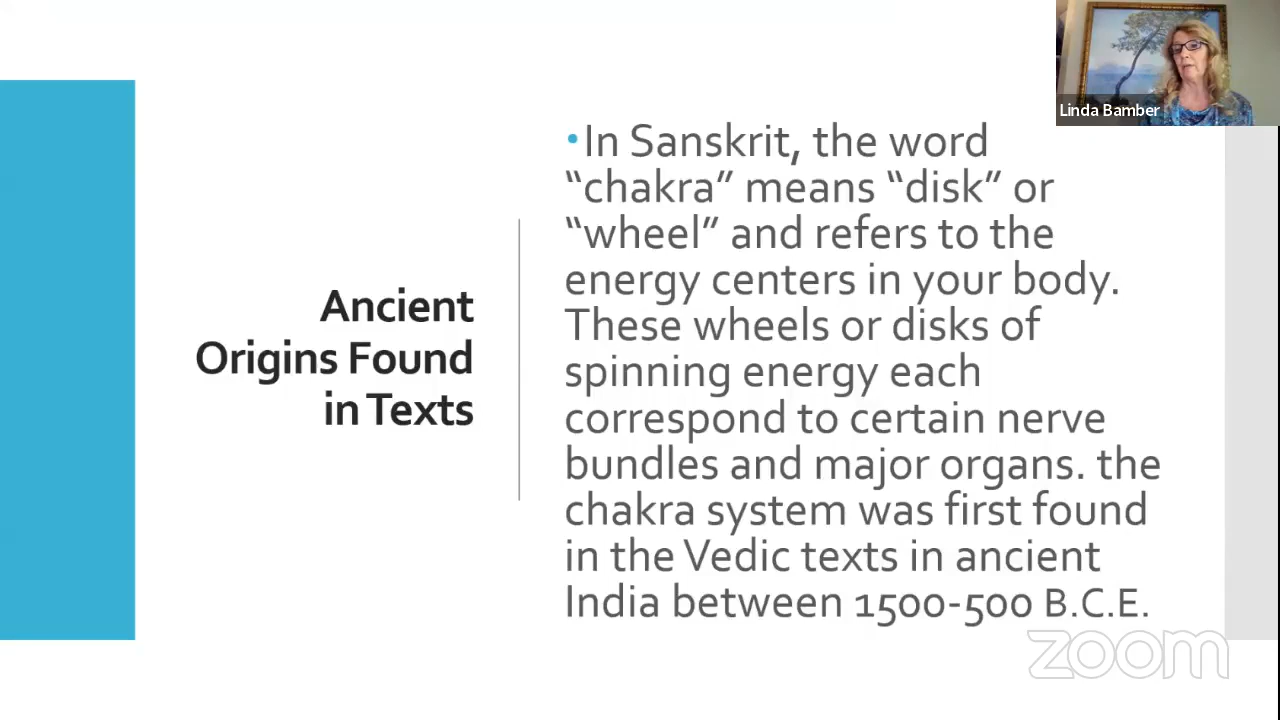 Linda Bamber
Ancient
Origins Found
in Texts
•In Sanskrit, the word
“chakra” means “disk” or
“wheel” and refers to the
energy centers in your body.
These wheels or disks of
spinning energy each
correspond to certain nerve
bundles and major organs. the
chakra system was first found
in the Vedic texts in ancient
India between 1500-500 B.C.E.
zoom